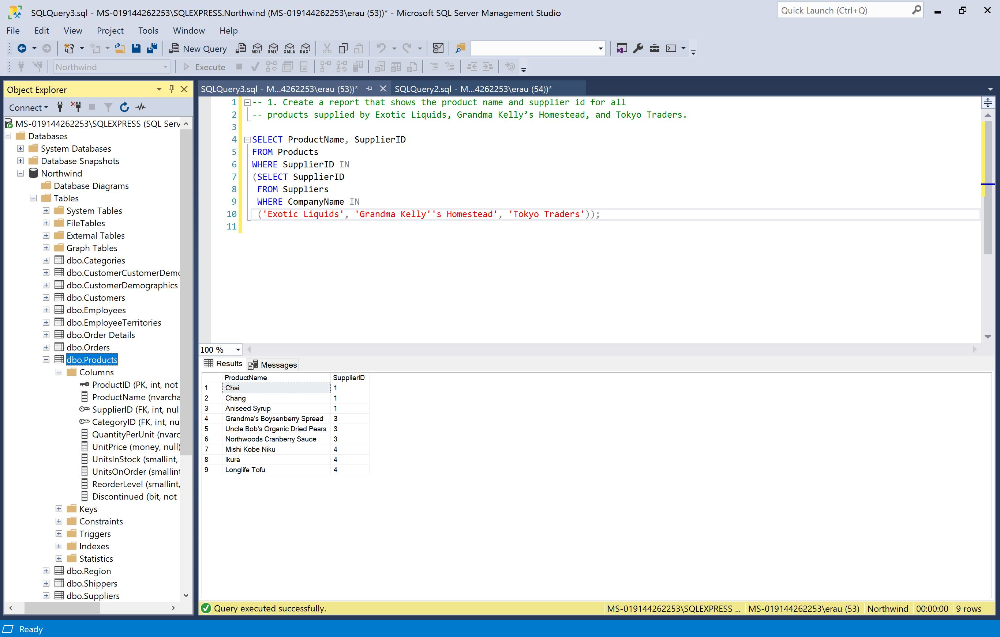 SQLQuery3.sql - MS-019144262253\SQLEXPRESS.Northwind (MS-019144262253\erau (53))* - Microsoft SQL Server Management Studio
Quick Launch (Ctrl+Q)
File Edit View Project Tools Window Help
New Query MDX DMX XMLA DAX
Northwind Execute
Object Explorer
Connect
MS-019144262253\SQLEXPRESS (SQL Serv
Databases
System Databases
Database Snapshots
Northwind
Database Diagrams
Tables
System Tables
FileTables
External Tables
Graph Tables
dbo.Categories
dbo.CustomerCustomerDemo
dbo.CustomerDemographics
dbo.Customers
dbo.Employees
dbo.EmployeeTerritories
dbo.Order Details
dbo.Orders
dbo.Products
Columns
ProductID (PK, int, not
ProductName (nvarcha
SupplierID (FK, int, nul
CategoryID (FK, int, nu
QuantityPerUnit (nvarc
UnitPrice (money, null)
UnitsInStock (smallint,
UnitsOnOrder (smallint
ReorderLevel (smallint,
Discontinued (bit, not
Keys
Constraints
Triggers
Indexes
Statistics
dbo.Region
dbo.Shippers
dbo.Suppliers
SQLQuery3.sql - M...4262253\erau (53))* SQLQuery2.sql - M...4262253\erau (54))*
1 -- 1. Create a report that shows the product name and supplier id for all
2 -- products supplied by Exotic Liquids, Grandma Kelly’s Homestead, and Tokyo Traders.
3
4 SELECT ProductName, SupplierID
5 FROM Products
6 WHERE SupplierID IN
7 (SELECT SupplierID
8 FROM Suppliers
9 WHERE CompanyName IN
10 ('Exotic Liquids', 'Grandma Kelly''s Homestead', 'Tokyo Traders'));
11
100 %
Results Messages
ProductName SupplierID
1 Chai 1
2 Chang 1
3 Aniseed Syrup 1
4 Grandma's Boysenberry Spread 3
5 Uncle Bob's Organic Dried Pears 3
6 Northwoods Cranberry Sauce 3
7 Mishi Kobe Niku 4
8 Ikura 4
9 Longlife Tofu 4
Query executed successfully. MS-019144262253\SQLEXPRESS ... MS-019144262253\erau (53) Northwind 00:00:00 9 rows
Ready